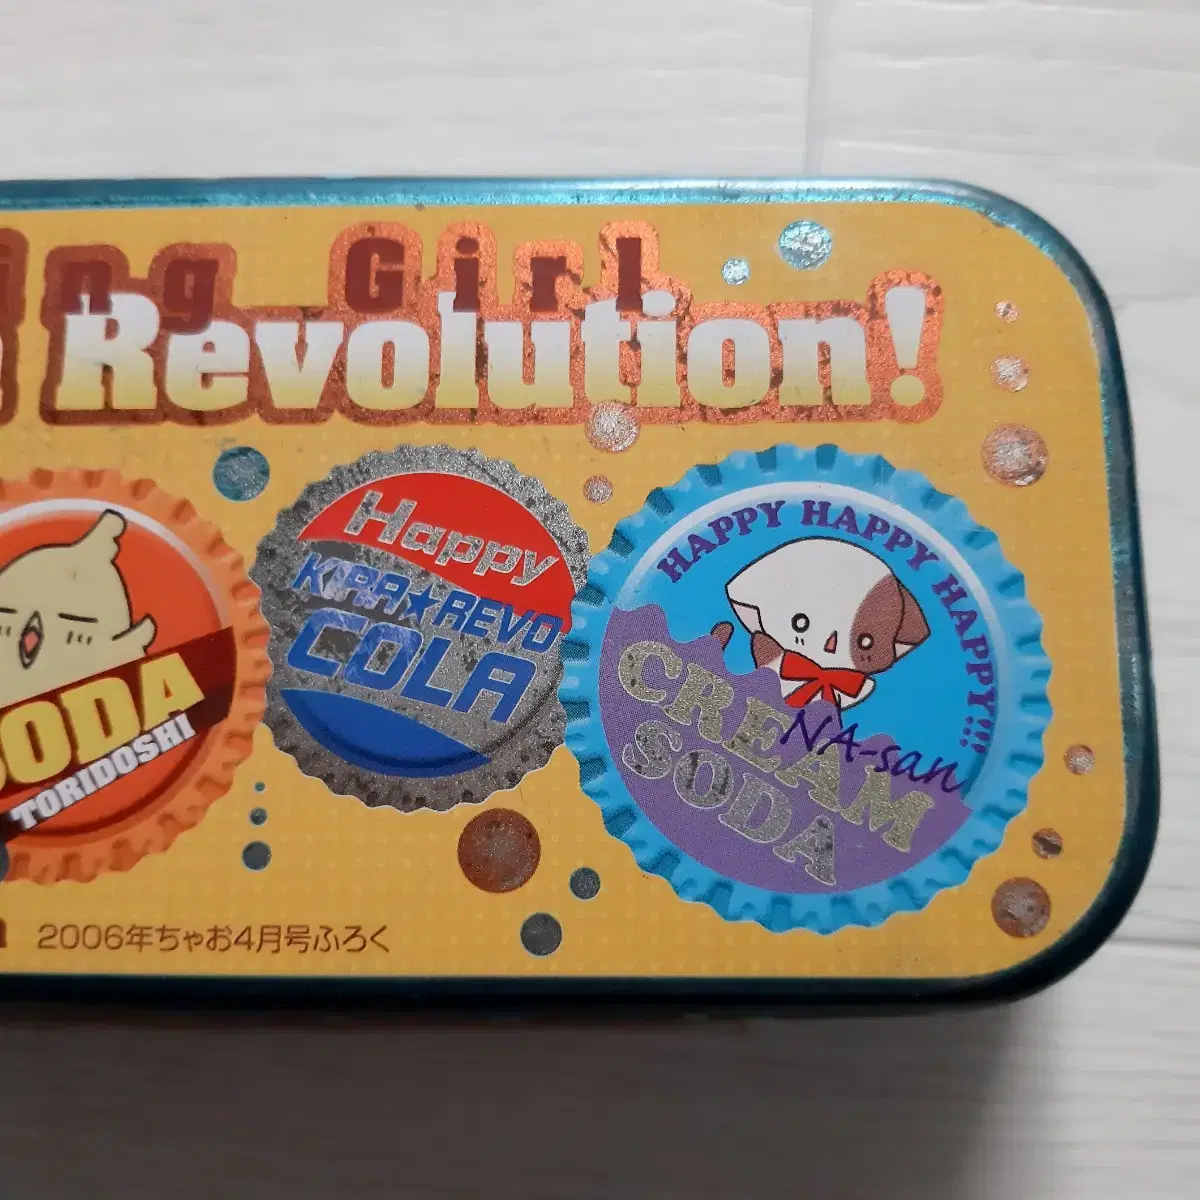 ing Girl
Revolution!
SODA
TORIDOSHI
Happy
KIRA★REVO
COLA
HAPPY HAPPY HAPPY!!!
CREAM
SODA
NA-san
2006年ちゃお4月号ふろく